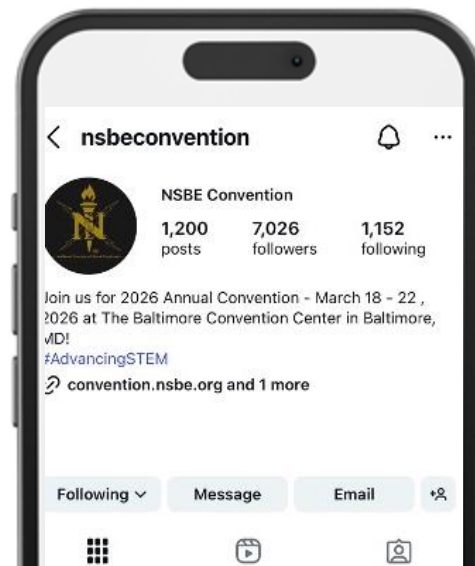 nsbeconvention
...
NSBE Convention
1,200 7,026 1,152
posts followers following
Join us for 2026 Annual Convention - March 18 - 22 ,
2026 at The Baltimore Convention Center in Baltimore,
MD!
#AdvancingSTEM
convention.nsbe.org and 1 more
Following Message Email